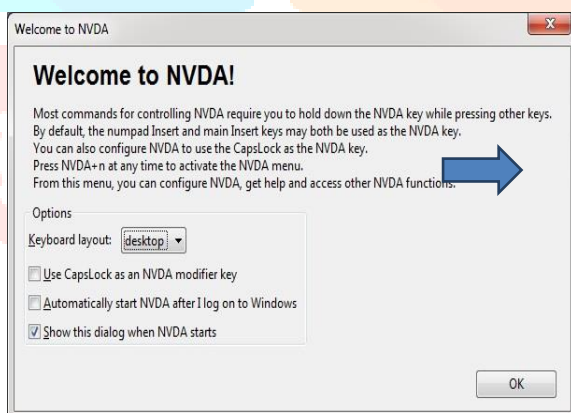 Welcome to NVDA
Welcome to NVDA!
Most commands for controlling NVDA require you to hold down the NVDA key while pressing other keys.
By default, the numpad Insert and main Insert keys may both be used as the NVDA key.
You can also configure NVDA to use the CapsLock as the NVDA key.
Press NVDA+n at any time to activate the NVDA menu.
From this menu, you can configure NVDA, get help and access other NVDA functions.
Options
Keyboard layout: desktop
Use CapsLock as an NVDA modifier key
Automatically start NVDA after I log on to Windows
Show this dialog when NVDA starts
OK